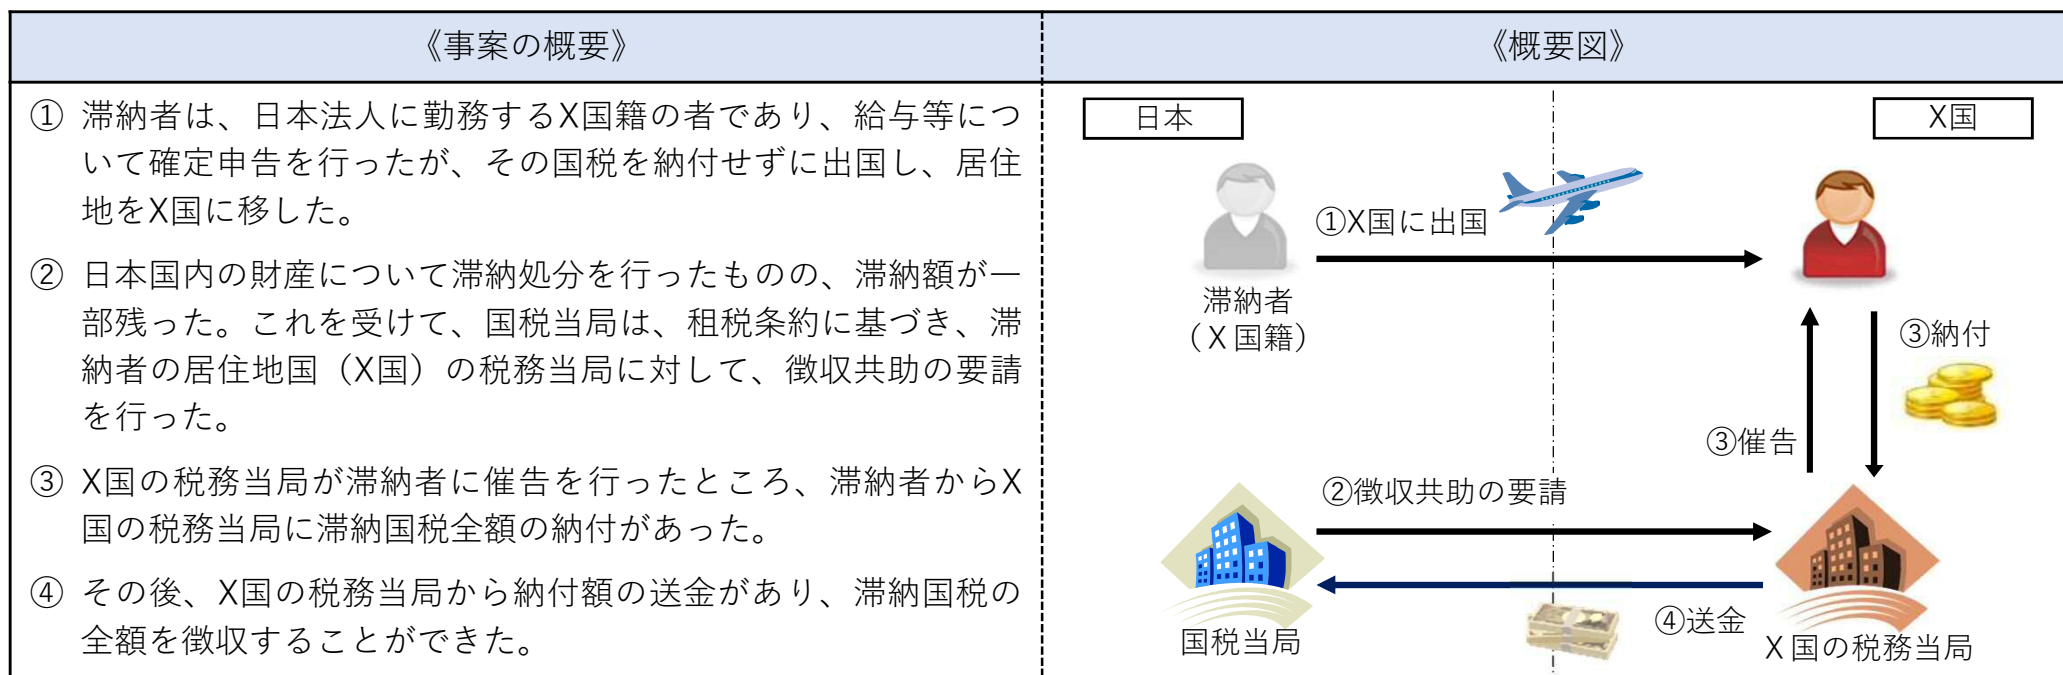 《事案の概要》
① 滞納者は、日本法人に勤務するX国籍の者であり、給与等につ
いて確定申告を行ったが、その国税を納付せずに出国し、居住
地をX国に移した。
② 日本国内の財産について滞納処分を行ったものの、滞納額が一
部残った。これを受けて、国税当局は、租税条約に基づき、滞
納者の居住地国（X国）の税務当局に対して、徴収共助の要請
を行った。
③ X国の税務当局が滞納者に催告を行ったところ、滞納者からX
国の税務当局に滞納国税全額の納付があった。
④ その後、X国の税務当局から納付額の送金があり、滞納国税の
全額を徴収することができた。
《概要図》
日本
X国
①X国に出国
滞納者
（Ｘ国籍）
③納付
③催告
②徴収共助の要請
④送金
国税当局
Ｘ国の税務当局